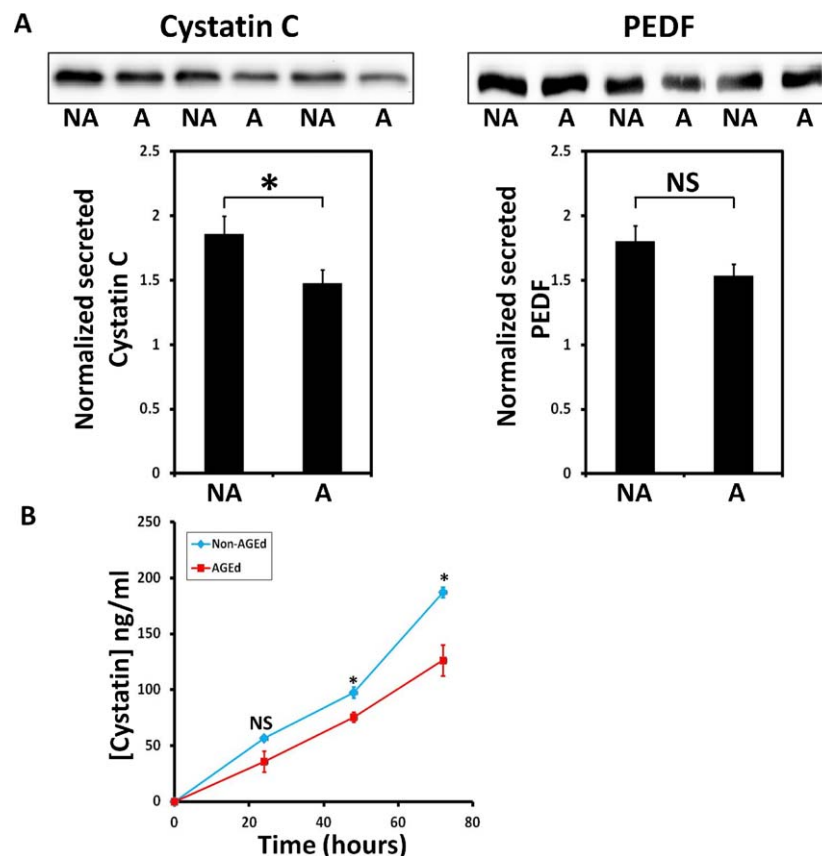 A
Cystatin C
PEDF
NA A NA A NA A
NA A NA A NA A
Normalized secreted
Cystatin C
2.5
2
1.5
1
0.5
0
*
NA A
Normalized secreted
PEDF
2.5
2
1.5
1
0.5
0
NS
NA A
B
[Cystatin] ng/ml
250
200
150
100
50
0
Non-AGEd
AGEd
NS
*
*
0 20 40 60 80
Time (hours)